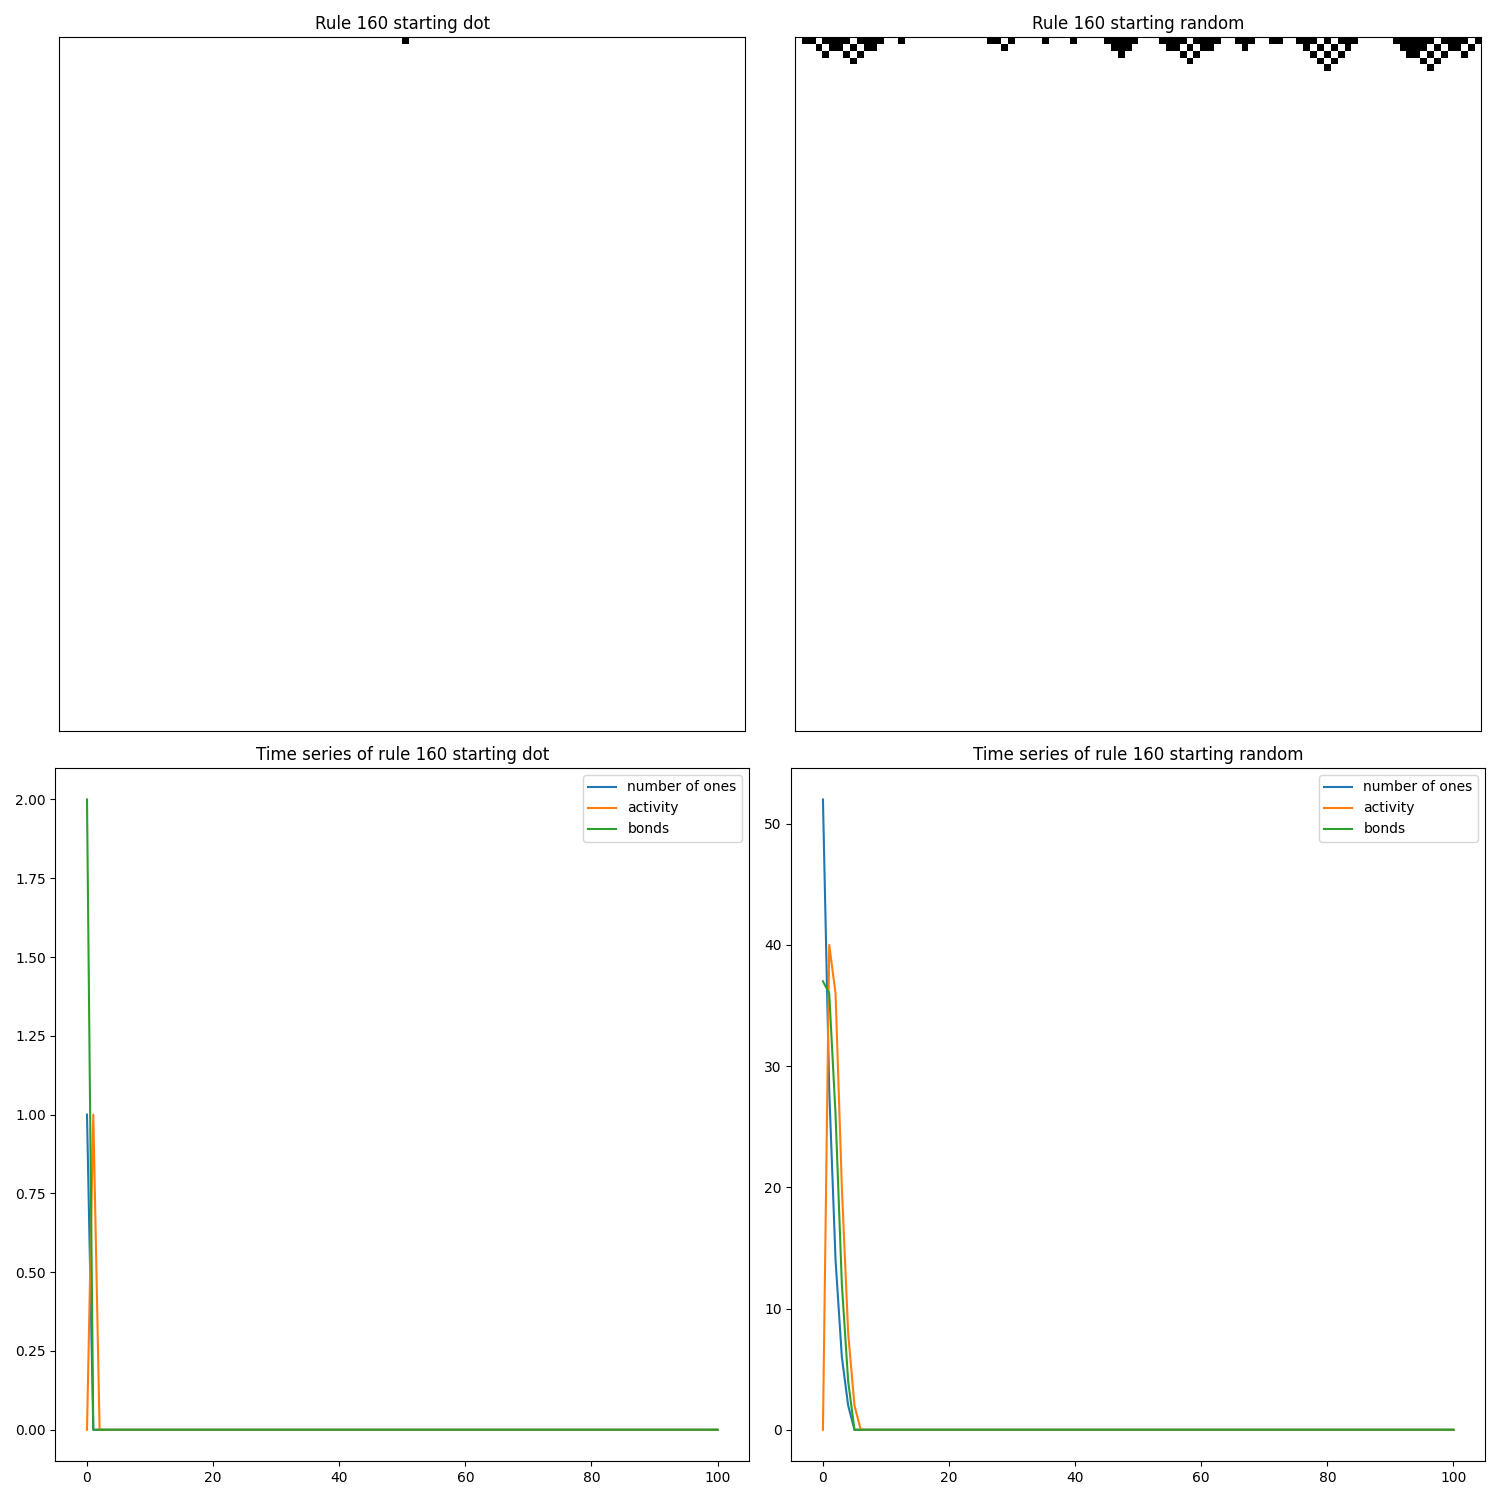 Rule 160 starting dot
Rule 160 starting random
Time series of rule 160 starting dot
2.00
1.75
1.50
1.25
1.00
0.75
0.50
0.25
0.00
0 20 40 60 80 100
number of ones
activity
bonds
Time series of rule 160 starting random
50
40
30
20
10
0
0 20 40 60 80 100
number of ones
activity
bonds